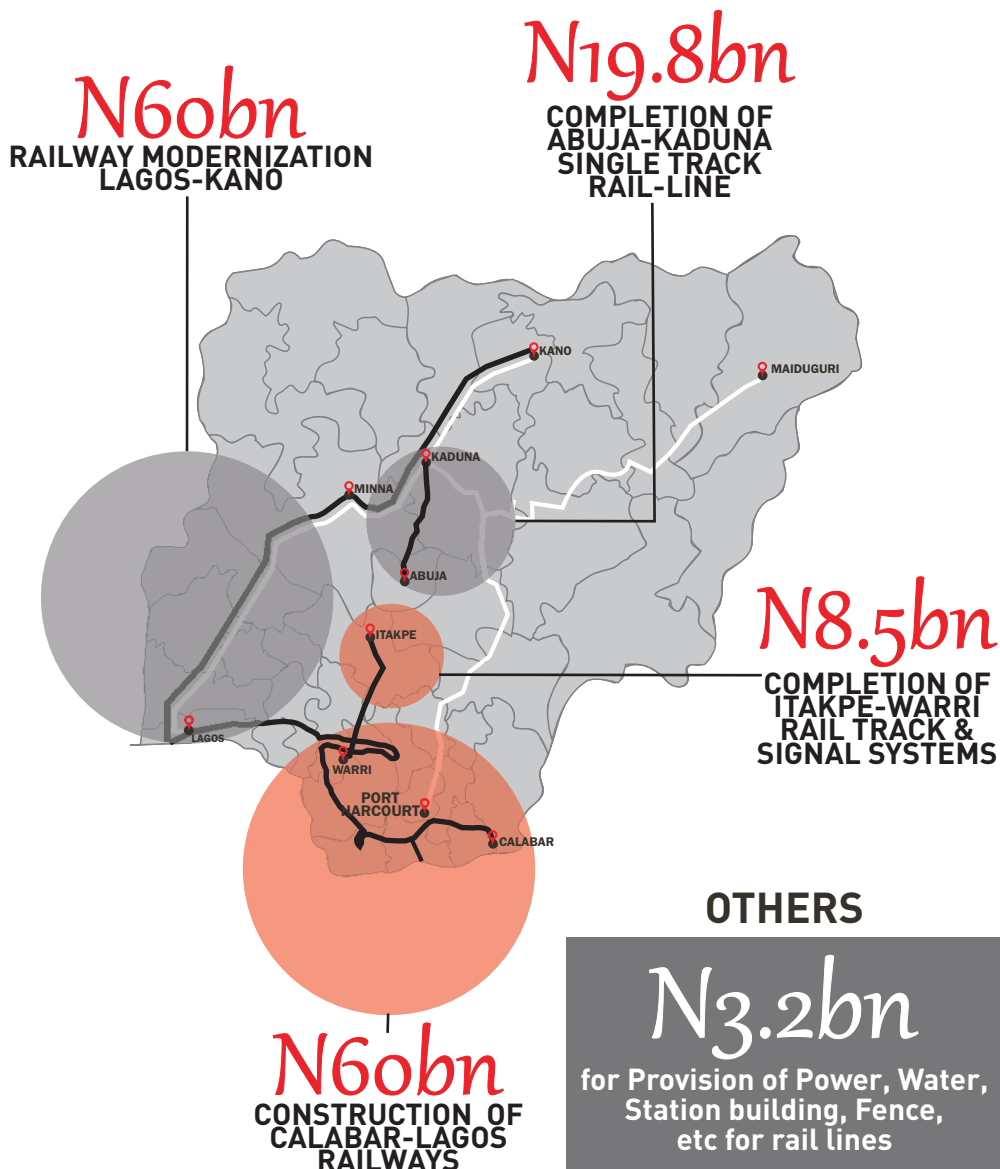 N19.8bn
COMPLETION OF
ABUJA-KADUNA
SINGLE TRACK
RAIL-LINE
N60bn
RAILWAY MODERNIZATION
LAGOS-KANO
KANO
MAIDUGURI
KADUNA
MINNA
ABUJA
ITAKPE
N8.5bn
COMPLETION OF
ITAKPE-WARRI
RAIL TRACK &
SIGNAL SYSTEMS
LAGOS
WARRI
PORT
HARCOURT
CALABAR
OTHERS
N3.2bn
for Provision of Power, Water,
Station building, Fence,
etc for rail lines
N60bn
CONSTRUCTION OF
CALABAR-LAGOS
RAILWAYS